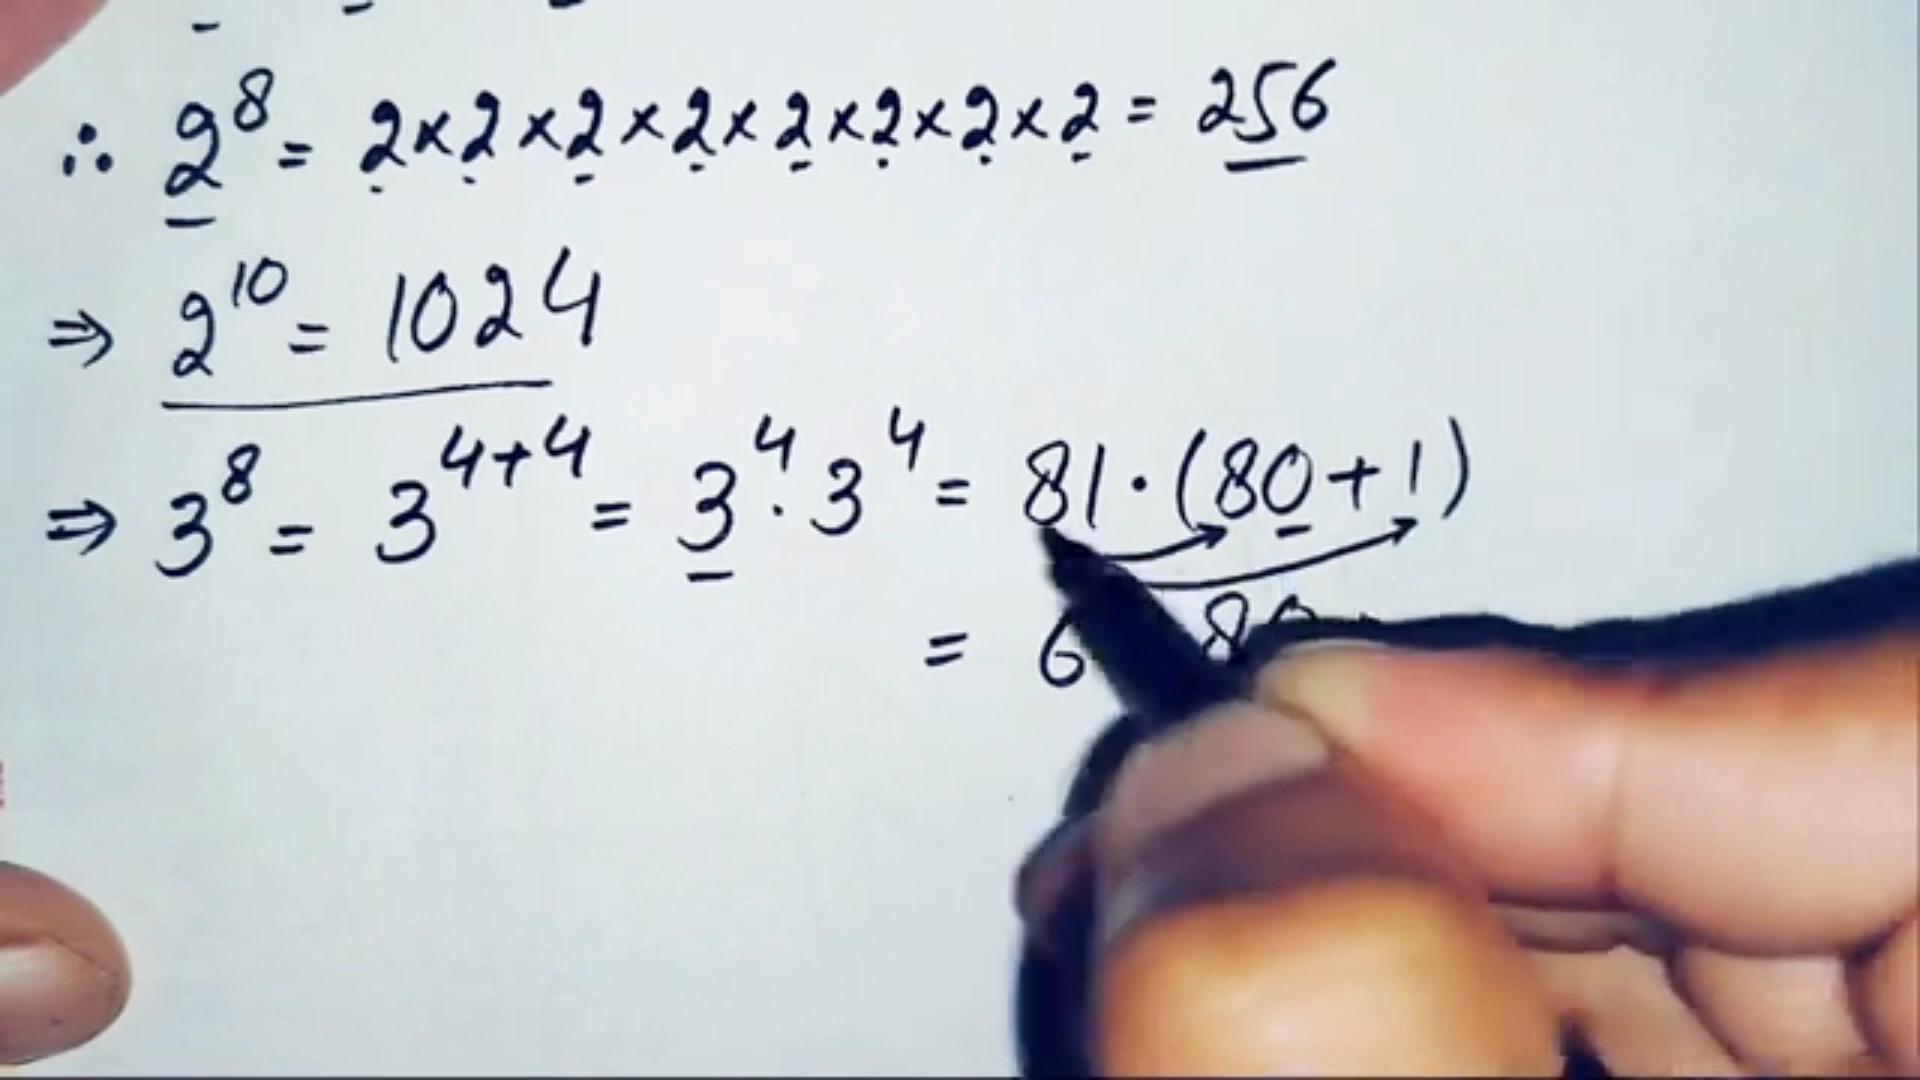 ∴ 2⁸ = 2×2×2×2×2×2×2×2 = 256
⇒ 2¹⁰ = 1024
⇒ 3⁸ = 3⁴⁺⁴ = 3⁴·3⁴ = 81·(80+1)
= 6 80